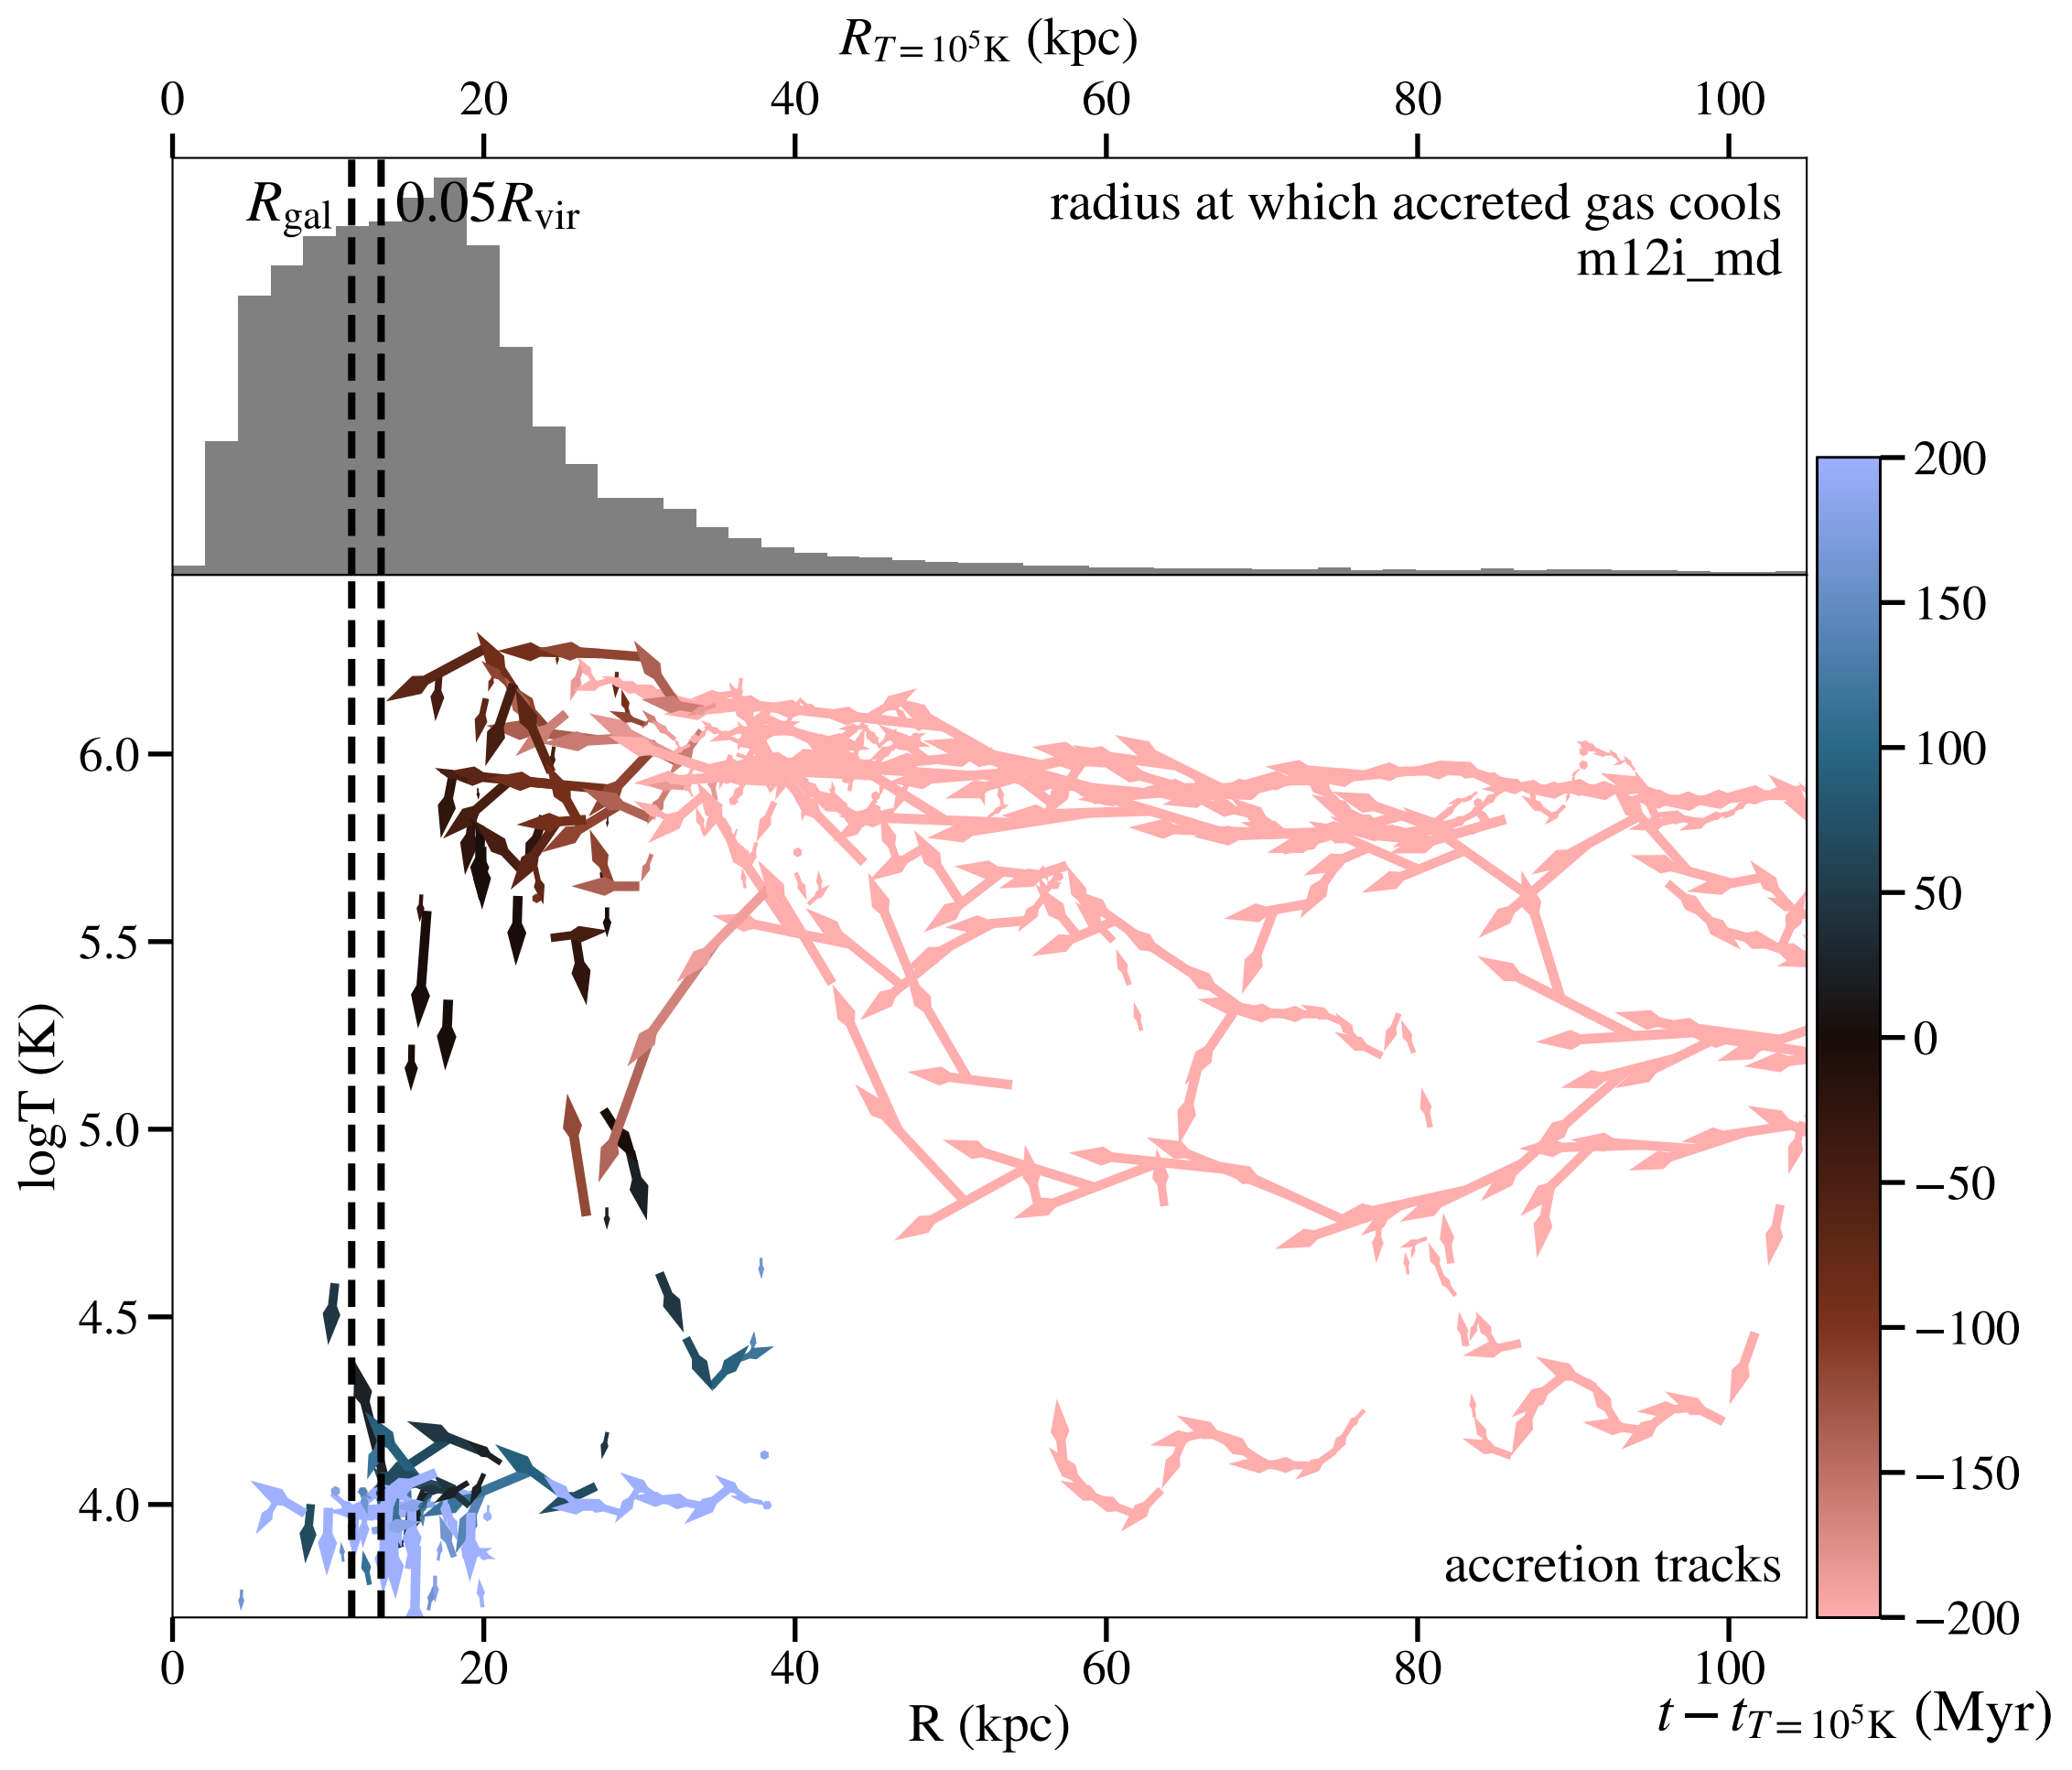 R_{T=10^5K} (kpc)
0 20 40 60 80 100
R_gal 0.05R_vir radius at which accreted gas cools
m12i_md
200
150
100
50
0
−50
−100
−150
−200
6.0
5.5
5.0
4.5
4.0
logT (K)
accretion tracks
0 20 40 60 80 100
R (kpc)
t − t_{T=10^5K} (Myr)